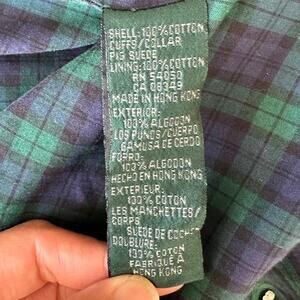 SHELL: 100% COTTON
CUFFS/COLLAR
PIG SUEDE
LINING: 100% COTTON
RN 54050
CA 08349
MADE IN HONG KONG
EXTERIOR:
100% ALGODON
LOS PUNOS/CUERPO
GAMUSA DE CERDO
FORRO:
100% ALGODON
HECHO EN HONG KONG
EXTERIEUR:
100% COTON
LES MANCHETTES/
CORPS
SUEDE DE COCHE
DOUBLURE:
100% COTON
FABRIQUE A
HONG KONG